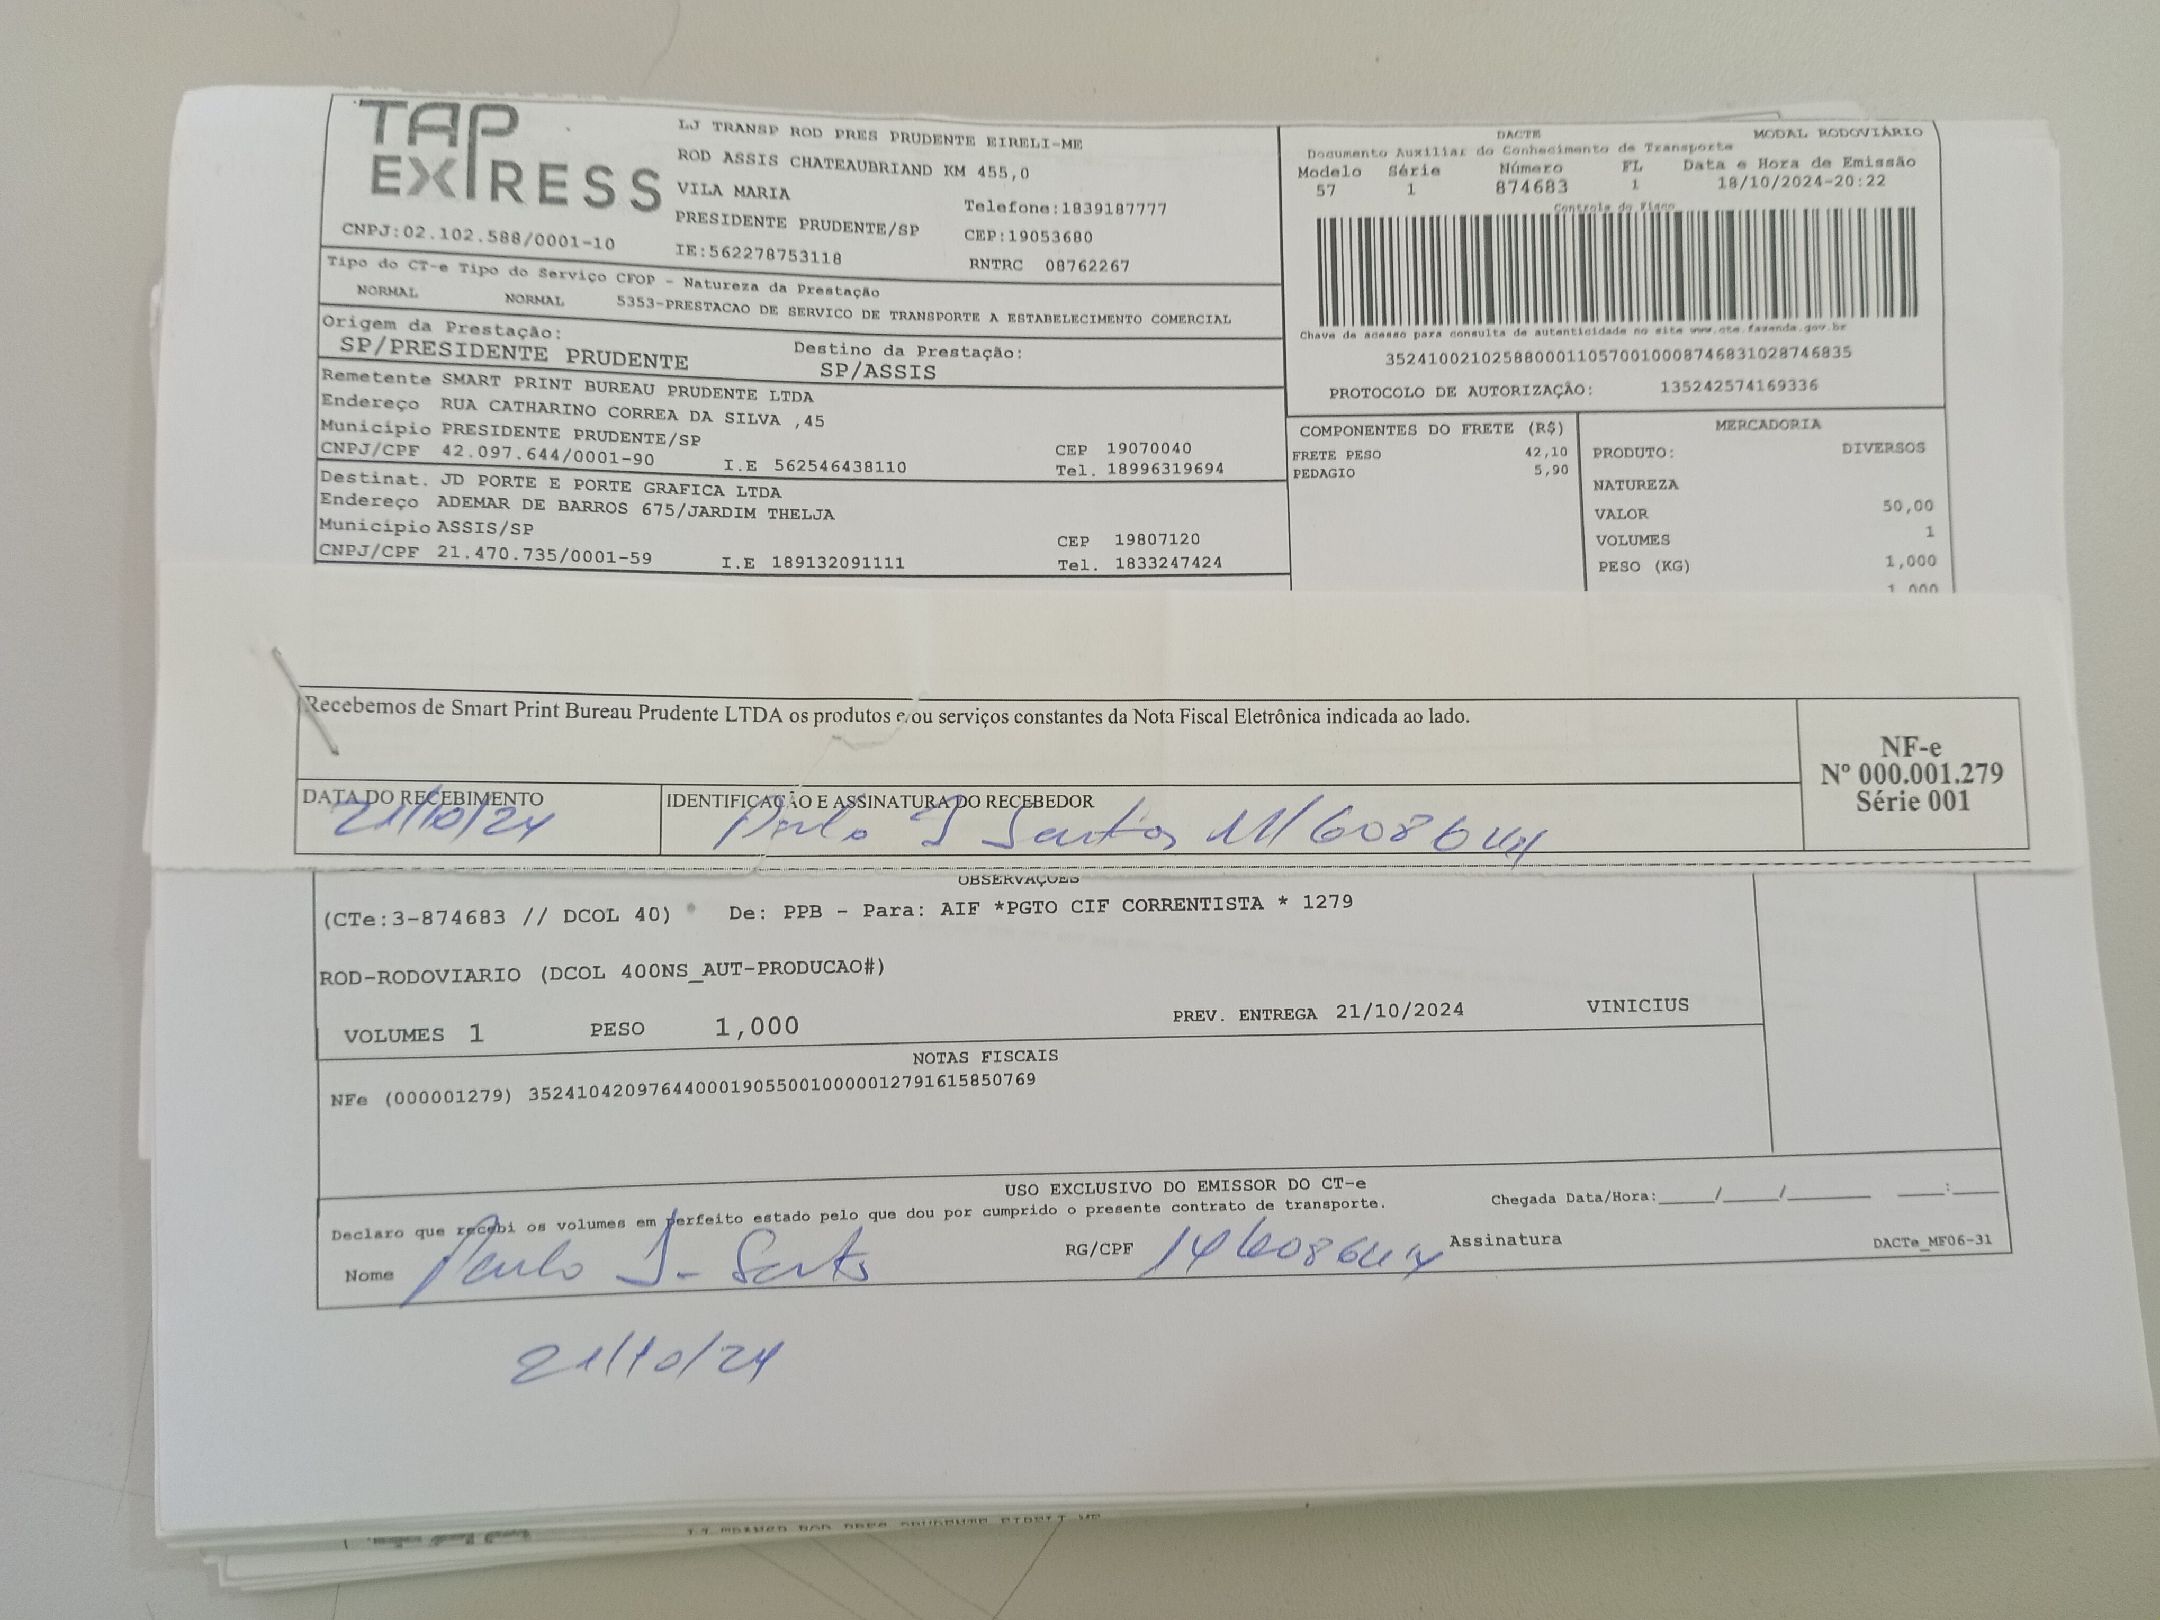 TAP
EXPRESS
CNPJ:02.102.588/0001-10
LJ TRANSP ROD PRES PRUDENTE EIRELI-ME
ROD ASSIS CHATEAUBRIAND KM 455,0
VILA MARIA
PRESIDENTE PRUDENTE/SP
IE:562278753118
Telefone:1839187777
CEP:19053680
RNTRC 08762267
DACTE MODAL RODOVIÁRIO
Documento Auxiliar do Conhecimento de Transporte
Modelo Série Número FL Data e Hora de Emissão
57 1 874683 1 18/10/2024-20:22
Controle do Fisco
Chave de acesso para consulta de autenticidade no site www.cte.fazenda.gov.br
35241002102588000110570010008746831028746835
PROTOCOLO DE AUTORIZAÇÃO: 135242574169336
Tipo do CT-e Tipo do Serviço CFOP - Natureza da Prestação
NORMAL NORMAL 5353-PRESTACAO DE SERVICO DE TRANSPORTE A ESTABELECIMENTO COMERCIAL
Origem da Prestação: Destino da Prestação:
SP/PRESIDENTE PRUDENTE SP/ASSIS
Remetente SMART PRINT BUREAU PRUDENTE LTDA
Endereço RUA CATHARINO CORREA DA SILVA ,45
Municipio PRESIDENTE PRUDENTE/SP CEP 19070040
CNPJ/CPF 42.097.644/0001-90 I.E 562546438110 Tel. 18996319694
Destinat. JD PORTE E PORTE GRAFICA LTDA
Endereço ADEMAR DE BARROS 675/JARDIM THELJA
Municipio ASSIS/SP CEP 19807120
CNPJ/CPF 21.470.735/0001-59 I.E 189132091111 Tel. 1833247424
COMPONENTES DO FRETE (R$)
FRETE PESO 42,10
PEDAGIO 5,90
MERCADORIA
PRODUTO: DIVERSOS
NATUREZA
VALOR 50,00
VOLUMES 1
PESO (KG) 1,000
1,000
Recebemos de Smart Print Bureau Prudente LTDA os produtos e/ou serviços constantes da Nota Fiscal Eletrônica indicada ao lado.
NF-e
Nº 000.001.279
Série 001
DATA DO RECEBIMENTO IDENTIFICAÇÃO E ASSINATURA DO RECEBEDOR
21/10/24 Paulo J Santos
OBSERVAÇOES
(CTe:3-874683 // DCOL 40) De: PPB - Para: AIF *PGTO CIF CORRENTISTA * 1279
ROD-RODOVIARIO (DCOL 400NS_AUT-PRODUCAO#)
VOLUMES 1 PESO 1,000 PREV. ENTREGA 21/10/2024 VINICIUS
NOTAS FISCAIS
NFe (000001279) 35241042097644000190550010000012791615850769
USO EXCLUSIVO DO EMISSOR DO CT-e
Declaro que recebi os volumes em perfeito estado pelo que dou por cumprido o presente contrato de transporte. Chegada Data/Hora:____/____/______ ___:___
Nome Paulo J. Santos RG/CPF Assinatura DACTe_MF06-31
21/10/24